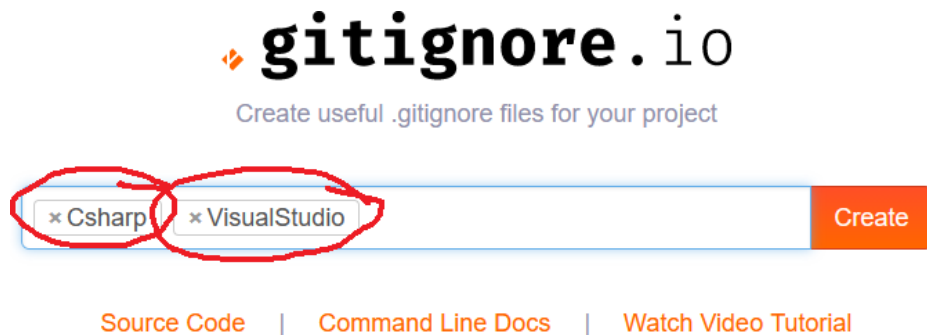 .gitignore.io
Create useful .gitignore files for your project
× Csharp × VisualStudio Create
Source Code | Command Line Docs | Watch Video Tutorial